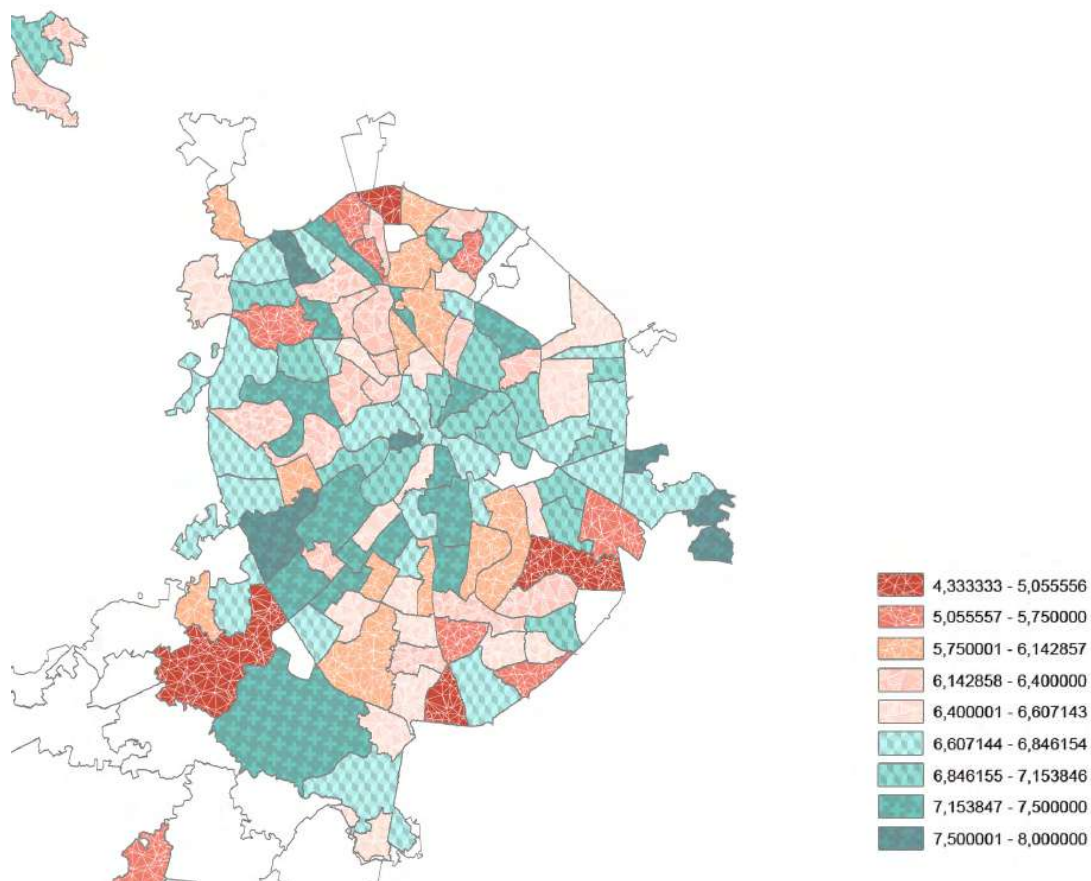 4,333333 - 5,055556
5,055557 - 5,750000
5,750001 - 6,142857
6,142858 - 6,400000
6,400001 - 6,607143
6,607144 - 6,846154
6,846155 - 7,153846
7,153847 - 7,500000
7,500001 - 8,000000